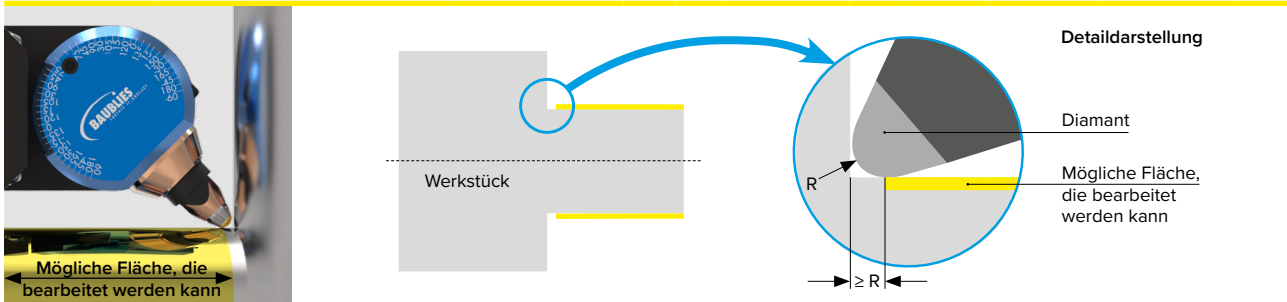 BAUBLIES
Mögliche Fläche, die
bearbeitet werden kann
Werkstück
Detaildarstellung
Diamant
Mögliche Fläche,
die bearbeitet
werden kann
R
≥ R